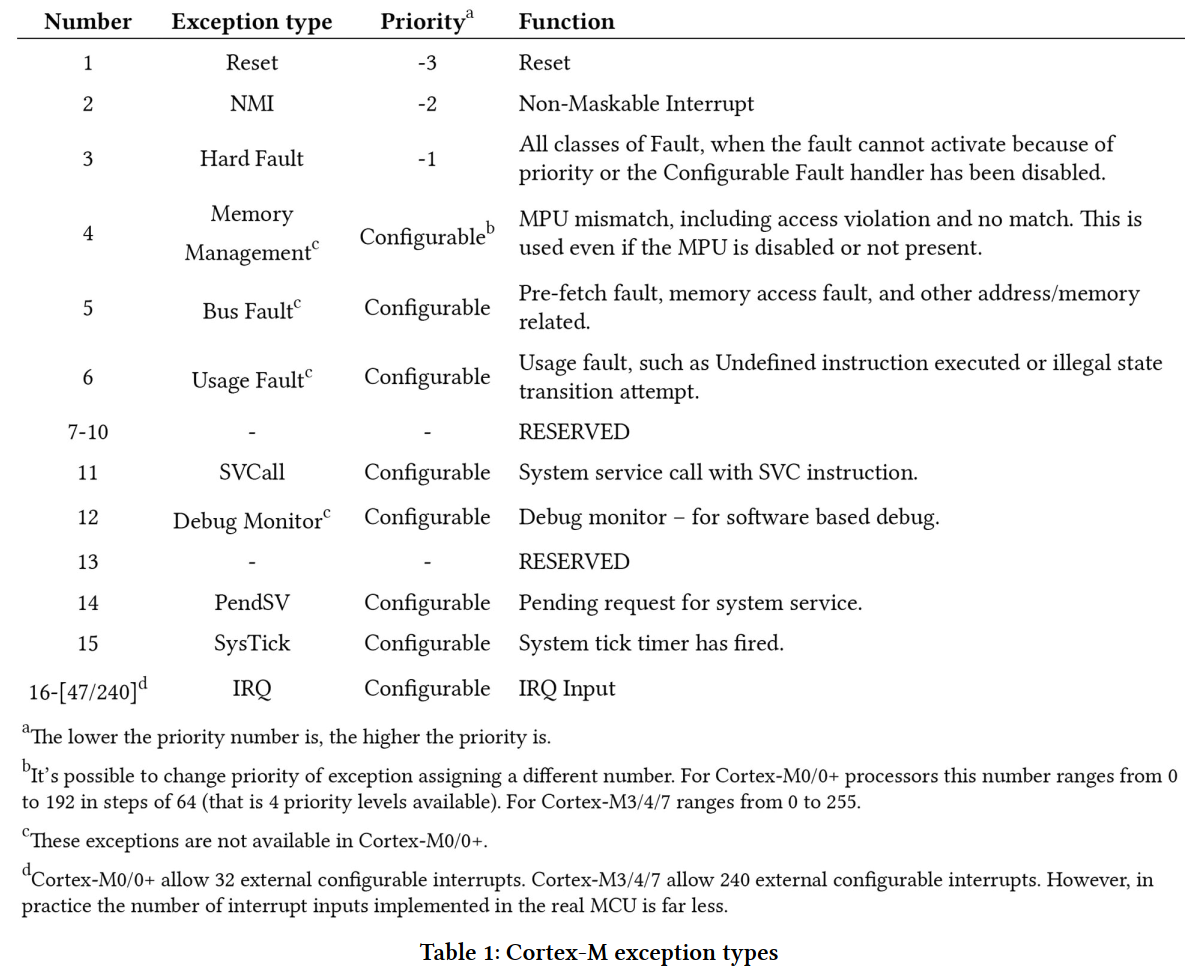 Number Exception type Priorityᵃ Function
1 Reset -3 Reset
2 NMI -2 Non-Maskable Interrupt
3 Hard Fault -1 All classes of Fault, when the fault cannot activate because of
priority or the Configurable Fault handler has been disabled.
4 Memory
Managementᶜ Configurableᵇ MPU mismatch, including access violation and no match. This is
used even if the MPU is disabled or not present.
5 Bus Faultᶜ Configurable Pre-fetch fault, memory access fault, and other address/memory
related.
6 Usage Faultᶜ Configurable Usage fault, such as Undefined instruction executed or illegal state
transition attempt.
7-10 - - RESERVED
11 SVCall Configurable System service call with SVC instruction.
12 Debug Monitorᶜ Configurable Debug monitor – for software based debug.
13 - - RESERVED
14 PendSV Configurable Pending request for system service.
15 SysTick Configurable System tick timer has fired.
16-[47/240]ᵈ IRQ Configurable IRQ Input
ᵃThe lower the priority number is, the higher the priority is.
ᵇIt’s possible to change priority of exception assigning a different number. For Cortex-M0/0+ processors this number ranges from 0
to 192 in steps of 64 (that is 4 priority levels available). For Cortex-M3/4/7 ranges from 0 to 255.
ᶜThese exceptions are not available in Cortex-M0/0+.
ᵈCortex-M0/0+ allow 32 external configurable interrupts. Cortex-M3/4/7 allow 240 external configurable interrupts. However, in
practice the number of interrupt inputs implemented in the real MCU is far less.
Table 1: Cortex-M exception types